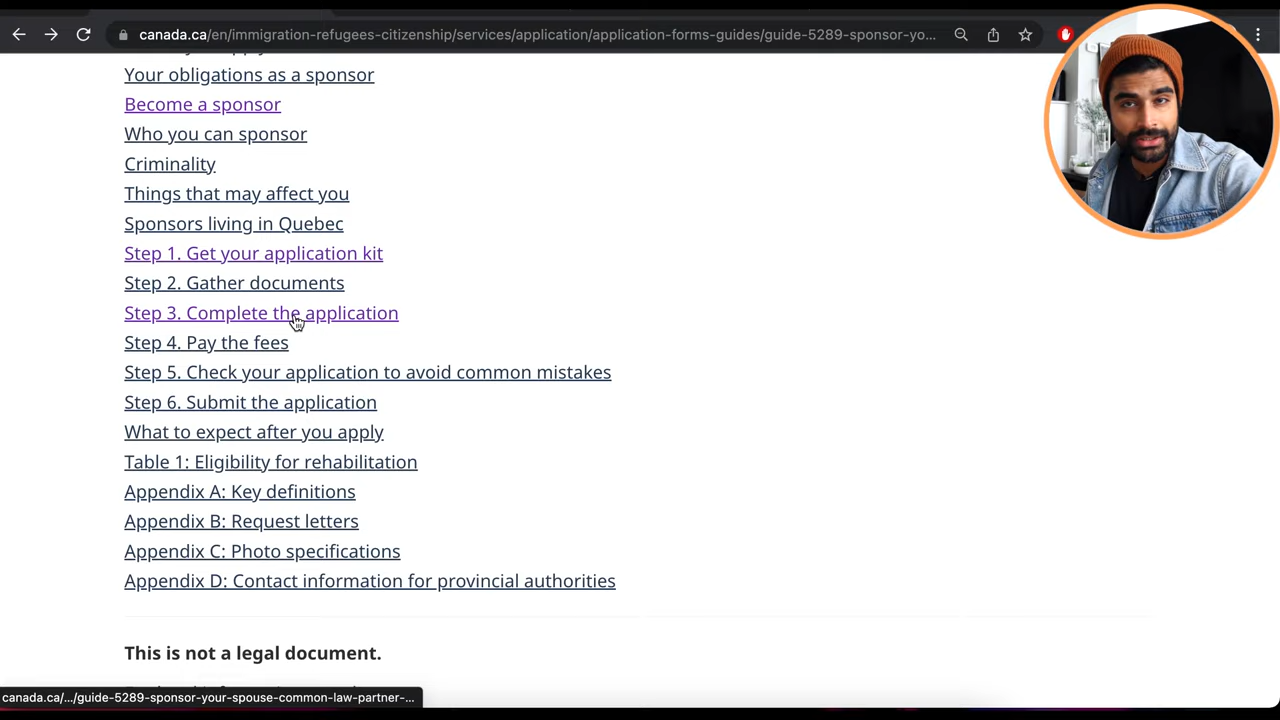 canada.ca/en/immigration-refugees-citizenship/services/application/application-forms-guides/guide-5289-sponsor-yo...
Your obligations as a sponsor
Become a sponsor
Who you can sponsor
Criminality
Things that may affect you
Sponsors living in Quebec
Step 1. Get your application kit
Step 2. Gather documents
Step 3. Complete the application
Step 4. Pay the fees
Step 5. Check your application to avoid common mistakes
Step 6. Submit the application
What to expect after you apply
Table 1: Eligibility for rehabilitation
Appendix A: Key definitions
Appendix B: Request letters
Appendix C: Photo specifications
Appendix D: Contact information for provincial authorities
This is not a legal document.
canada.ca/.../guide-5289-sponsor-your-spouse-common-law-partner-...